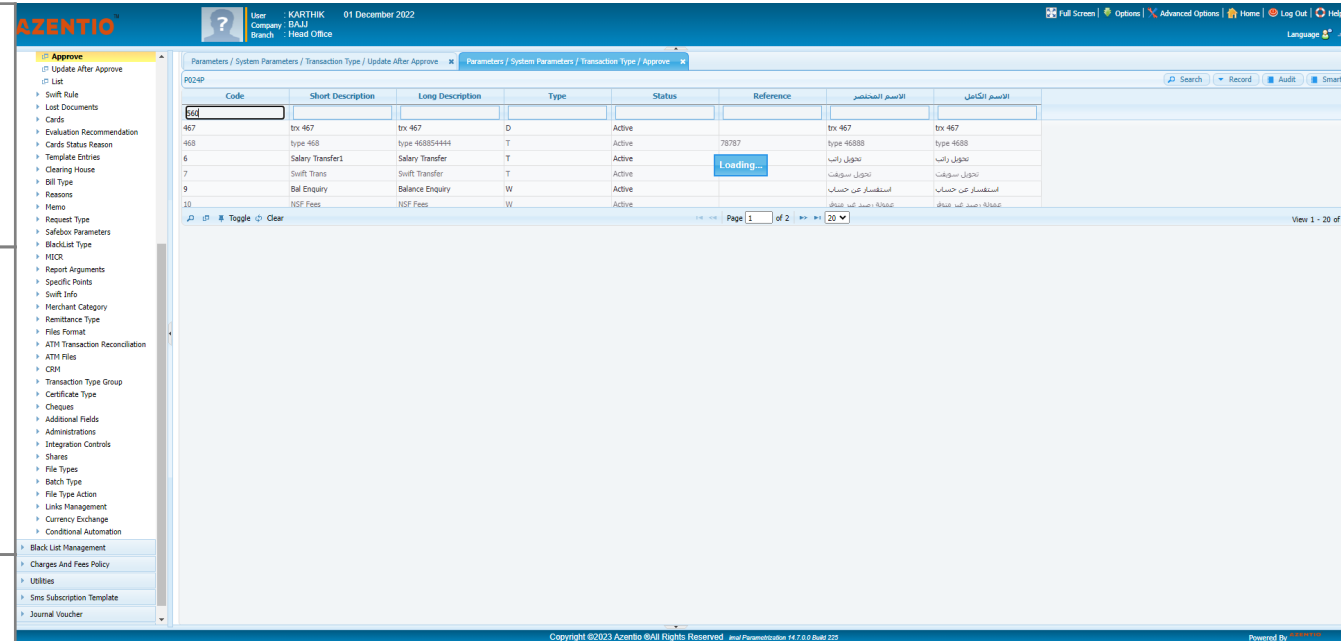 AZENTIO
User : KARTHIK 01 December 2022
Company : BAJJ
Branch : Head Office
Full Screen | Options | Advanced Options | Home | Log Out | Help
Language
Approve
Update After Approve
List
Swift Rule
Lost Documents
Cards
Evaluation Recommendation
Cards Status Reason
Template Entries
Clearing House
Bill Type
Reasons
Memo
Request Type
Safebox Parameters
BlackList Type
MICR
Report Arguments
Specific Points
Swift Info
Merchant Category
Remittance Type
Files Format
ATM Transaction Reconciliation
ATM Files
CRM
Transaction Type Group
Certificate Type
Cheques
Additional Fields
Administrations
Integration Controls
Shares
File Types
Batch Type
File Type Action
Links Management
Currency Exchange
Conditional Automation
Black List Management
Charges And Fees Policy
Utilities
Sms Subscription Template
Journal Voucher
Parameters / System Parameters / Transaction Type / Update After Approve Parameters / System Parameters / Transaction Type / Approve
P024P Search Record Audit Smart
Code Short Description Long Description Type Status Reference الاسم المختصر الاسم الكامل
560
467 trx 467 trx 467 D Active trx 467 trx 467
468 type 468 type 468854444 T Active 78787 type 46888 type 4688
6 Salary Transfer1 Salary Transfer T Active تحويل راتب تحويل راتب
7 Swift Trans Swift Transfer T Active تحويل سويفت تحويل سويفت
9 Bal Enquiry Balance Enquiry W Active استفسار عن حساب استفسار عن حساب
10 NSF Fees NSF Fees W Active عمولة رصيد غير متوفر عمولة رصيد غير متوفر
Loading...
Toggle Clear Page 1 of 2 20 View 1 - 20 of
Copyright ©2023 Azentio ®All Rights Reserved imal Parametrization 14.7.0.0 Build 225 Powered By AZENTIO